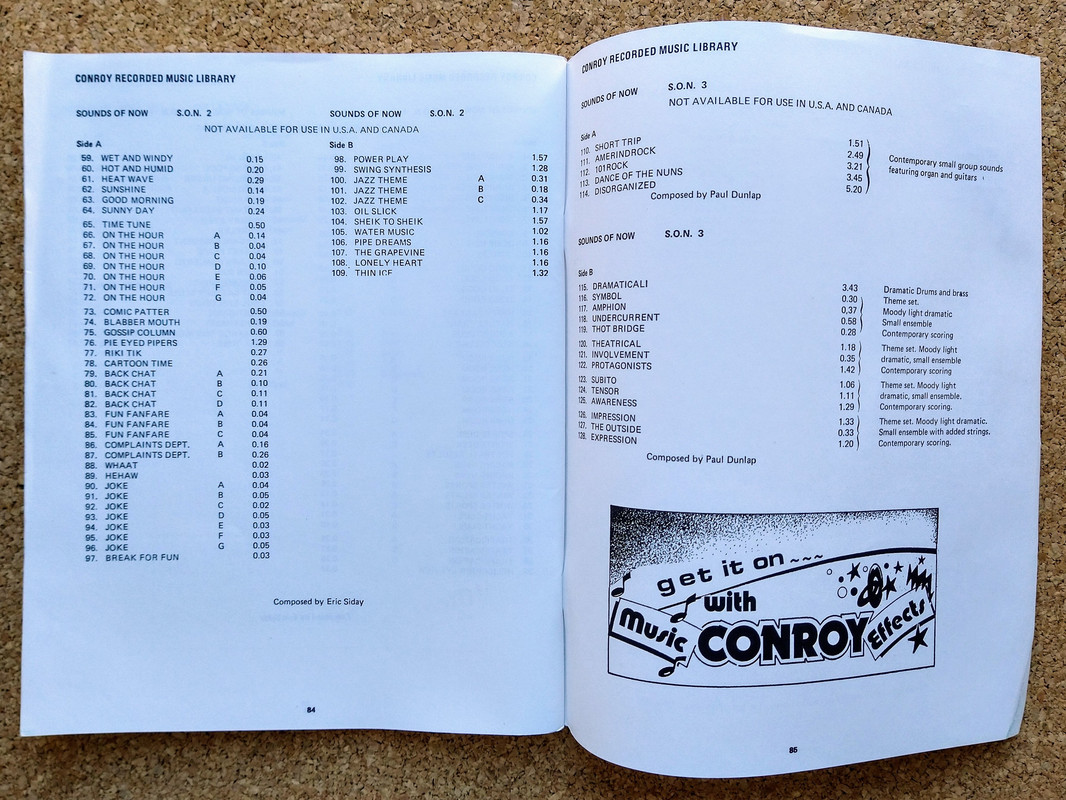 CONROY RECORDED MUSIC LIBRARY
SOUNDS OF NOW S.O.N. 2 SOUNDS OF NOW S.O.N. 2
NOT AVAILABLE FOR USE IN U.S.A. AND CANADA
Side A
59. WET AND WINDY 0.15
60. HOT AND HUMID 0.20
61. HEAT WAVE 0.29
62. SUNSHINE 0.14
63. GOOD MORNING 0.19
64. SUNNY DAY 0.24
65. TIME TUNE 0.50
66. ON THE HOUR A 0.14
67. ON THE HOUR B 0.04
68. ON THE HOUR C 0.04
69. ON THE HOUR D 0.10
70. ON THE HOUR E 0.06
71. ON THE HOUR F 0.05
72. ON THE HOUR G 0.04
73. COMIC PATTER 0.50
74. BLABBER MOUTH 0.19
75. GOSSIP COLUMN 0.60
76. PIE EYED PIPERS 1.29
77. RIKI TIK 0.27
78. CARTOON TIME 0.26
79. BACK CHAT A 0.21
80. BACK CHAT B 0.10
81. BACK CHAT C 0.11
82. BACK CHAT D 0.11
83. FUN FANFARE A 0.04
84. FUN FANFARE B 0.04
85. FUN FANFARE C 0.04
86. COMPLAINTS DEPT. A 0.16
87. COMPLAINTS DEPT. B 0.26
88. WHAAT 0.02
89. HEHAW 0.03
90. JOKE A 0.04
91. JOKE B 0.05
92. JOKE C 0.02
93. JOKE D 0.05
94. JOKE E 0.03
95. JOKE F 0.03
96. JOKE G 0.05
97. BREAK FOR FUN 0.03
Side B
98. POWER PLAY 1.57
99. SWING SYNTHESIS 1.28
100. JAZZ THEME A 0.31
101. JAZZ THEME B 0.18
102. JAZZ THEME C 0.34
103. OIL SLICK 1.17
104. SHEIK TO SHEIK 1.57
105. WATER MUSIC 1.02
106. PIPE DREAMS 1.16
107. THE GRAPEVINE 1.16
108. LONELY HEART 1.16
109. THIN ICE 1.32
Composed by Eric Siday
84
CONROY RECORDED MUSIC LIBRARY
SOUNDS OF NOW S.O.N. 3
NOT AVAILABLE FOR USE IN U.S.A. AND CANADA
Side A
110. SHORT TRIP 1.51
111. AMERINDROCK 2.49
112. 101ROCK 3.21
113. DANCE OF THE NUNS 3.45
114. DISORGANIZED 5.20
Contemporary small group sounds
featuring organ and guitars
Composed by Paul Dunlap
SOUNDS OF NOW S.O.N. 3
Side B
115. DRAMATICALI 3.43 Dramatic Drums and brass
116. SYMBOL 0.30 Theme set.
117. AMPHION 0,37 Moody light dramatic
118. UNDERCURRENT 0.58 Small ensemble
119. THOT BRIDGE 0.28 Contemporary scoring
120. THEATRICAL 1.18 Theme set. Moody light
121. INVOLVEMENT 0.35 dramatic, small ensemble
122. PROTAGONISTS 1.42 Contemporary scoring
123. SUBITO 1.06 Theme set. Moody light
124. TENSOR 1.11 dramatic, small ensemble.
125. AWARENESS 1.29 Contemporary scoring.
126. IMPRESSION 1.33 Theme set. Moody light dramatic.
127. THE OUTSIDE 0.33 Small ensemble with added strings.
128. EXPRESSION 1.20 Contemporary scoring.
Composed by Paul Dunlap
get it on ~~~
with
Music CONROY Effects
85